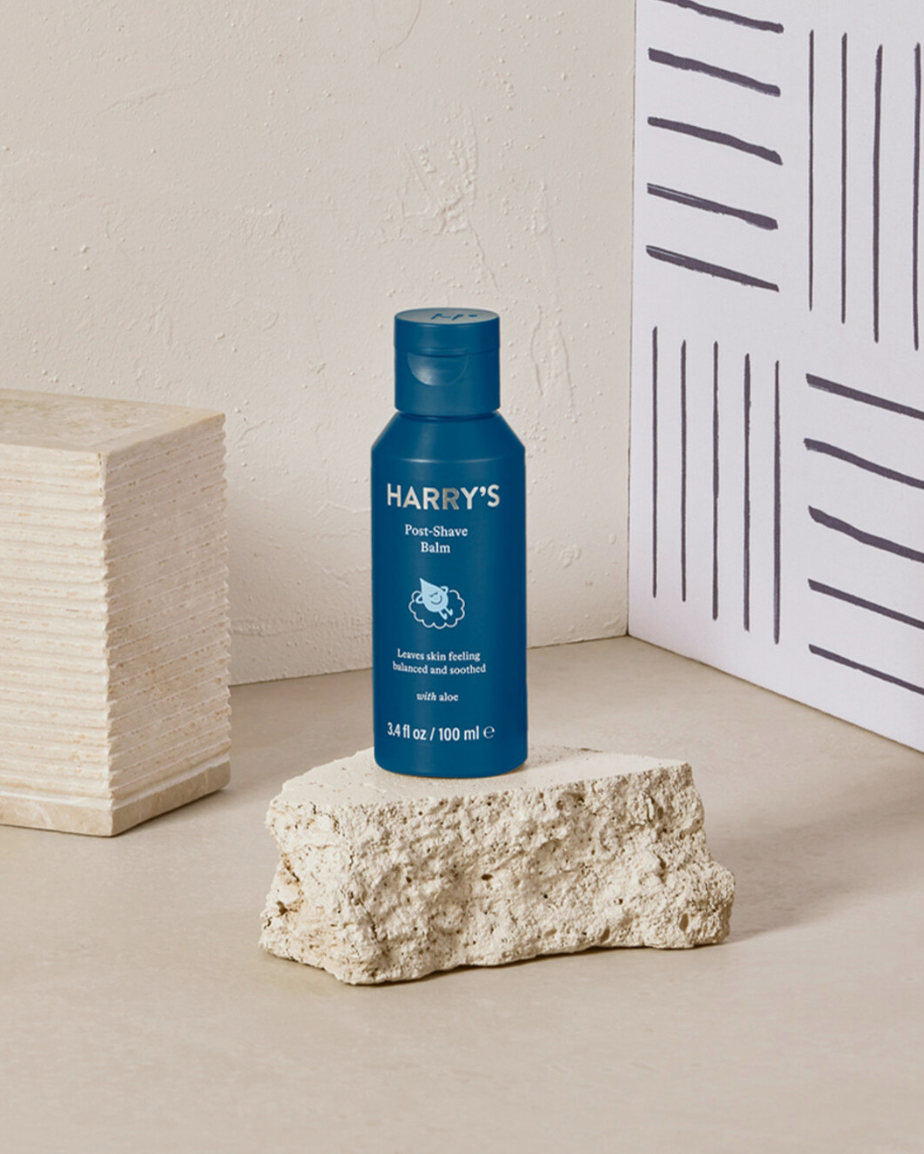 HARRY'S
Post-Shave
Balm
Leaves skin feeling
balanced and soothed
with aloe
3.4 fl oz / 100 ml ℮